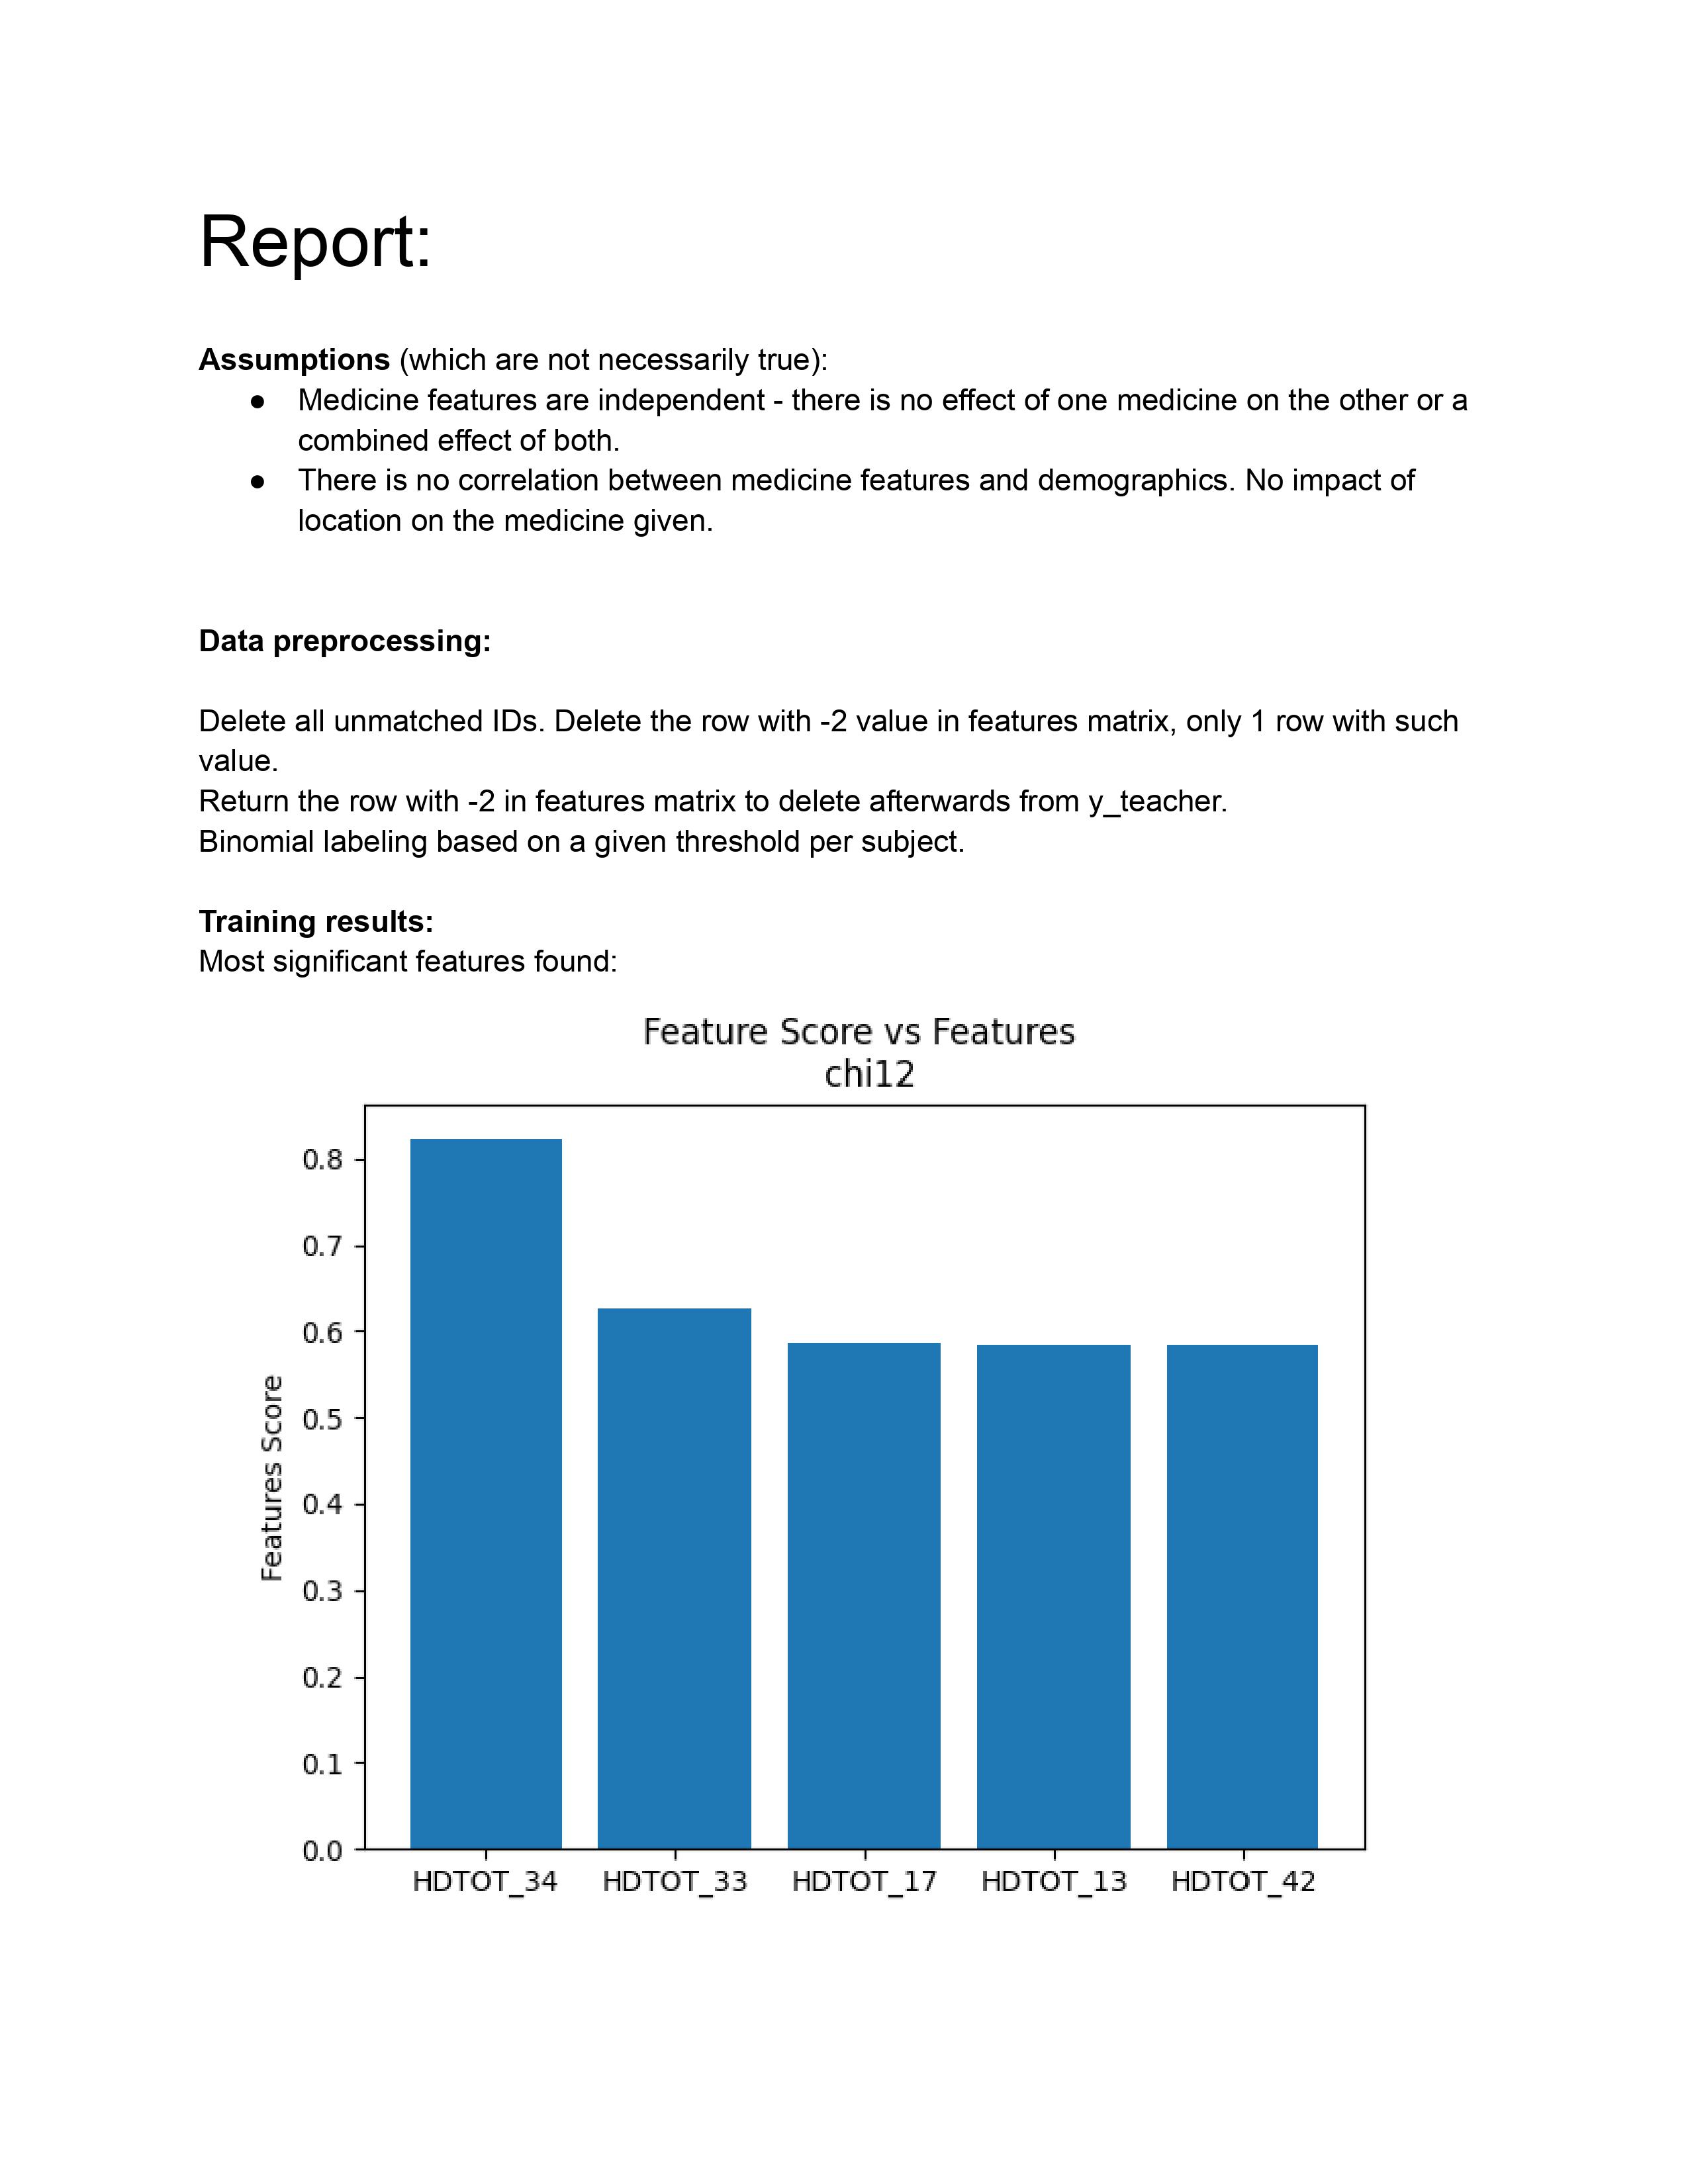 Report:
Assumptions (which are not necessarily true):
● Medicine features are independent - there is no effect of one medicine on the other or a
combined effect of both.
● There is no correlation between medicine features and demographics. No impact of
location on the medicine given.
Data preprocessing:
Delete all unmatched IDs. Delete the row with -2 value in features matrix, only 1 row with such
value.
Return the row with -2 in features matrix to delete afterwards from y_teacher.
Binomial labeling based on a given threshold per subject.
Training results:
Most significant features found:
Feature Score vs Features
chi12
Features Score
0.8
0.7
0.6
0.5
0.4
0.3
0.2
0.1
0.0
HDTOT_34 HDTOT_33 HDTOT_17 HDTOT_13 HDTOT_42